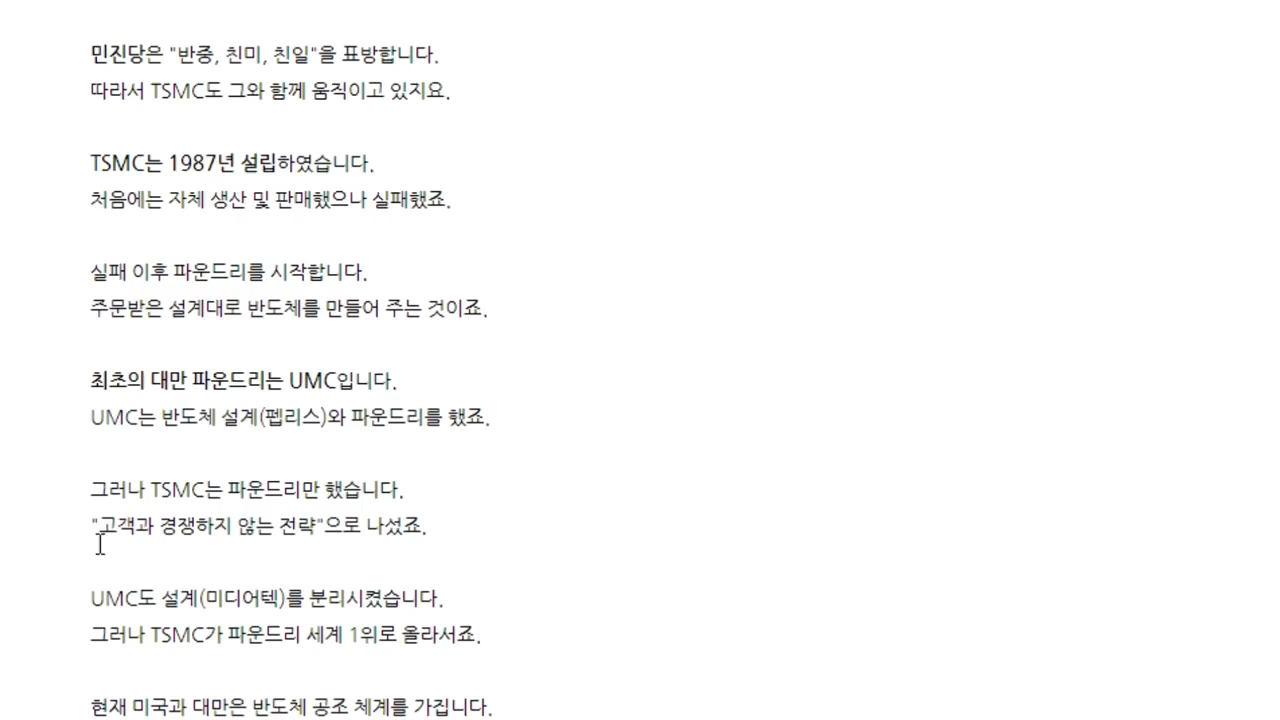 민진당은 "반중, 친미, 친일"을 표방합니다.
따라서 TSMC도 그와 함께 움직이고 있지요.
TSMC는 1987년 설립하였습니다.
처음에는 자체 생산 및 판매했으나 실패했죠.
실패 이후 파운드리를 시작합니다.
주문받은 설계대로 반도체를 만들어 주는 것이죠.
최초의 대만 파운드리는 UMC입니다.
UMC는 반도체 설계(펩리스)와 파운드리를 했죠.
그러나 TSMC는 파운드리만 했습니다.
"고객과 경쟁하지 않는 전략"으로 나섰죠.
UMC도 설계(미디어텍)를 분리시켰습니다.
그러나 TSMC가 파운드리 세계 1위로 올라서죠.
현재 미국과 대만은 반도체 공조 체계를 가집니다.